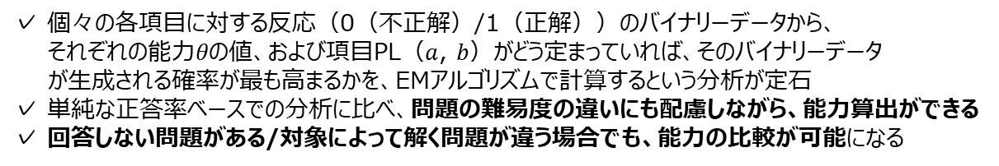 ✓ 個々の各項目に対する反応（0（不正解）/1（正解））のバイナリーデータから、
それぞれの能力𝜃の値、および項目PL（𝑎, 𝑏）がどう定まっていれば、そのバイナリーデータ
が生成される確率が最も高まるかを、EMアルゴリズムで計算するという分析が定石
✓ 単純な正答率ベースでの分析に比べ、問題の難易度の違いにも配慮しながら、能力算出ができる
✓ 回答しない問題がある/対象によって解く問題が違う場合でも、能力の比較が可能になる